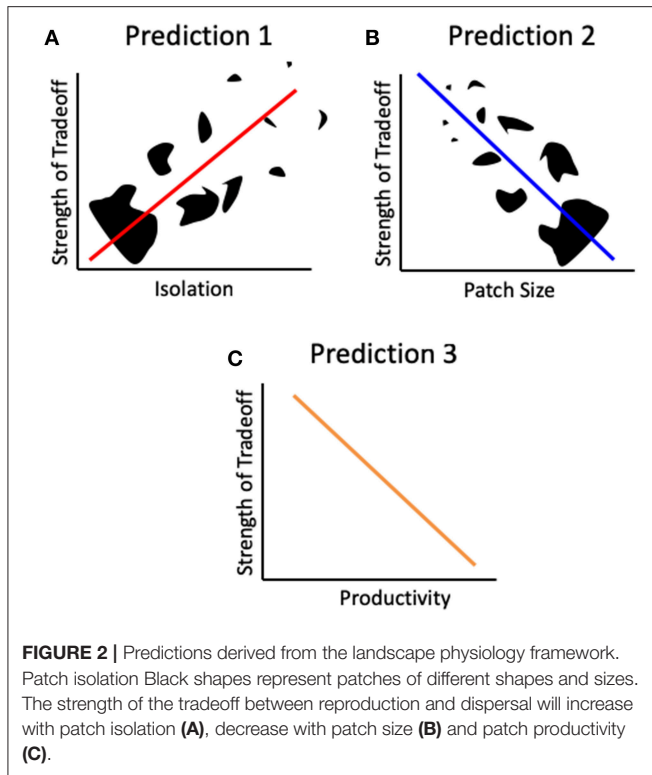 A
Prediction 1
Strength of Tradeoff
Isolation
B
Prediction 2
Strength of Tradeoff
Patch Size
C
Prediction 3
Strength of Tradeoff
Productivity
FIGURE 2 | Predictions derived from the landscape physiology framework.
Patch isolation Black shapes represent patches of different shapes and sizes.
The strength of the tradeoff between reproduction and dispersal will increase
with patch isolation (A), decrease with patch size (B) and patch productivity
(C).